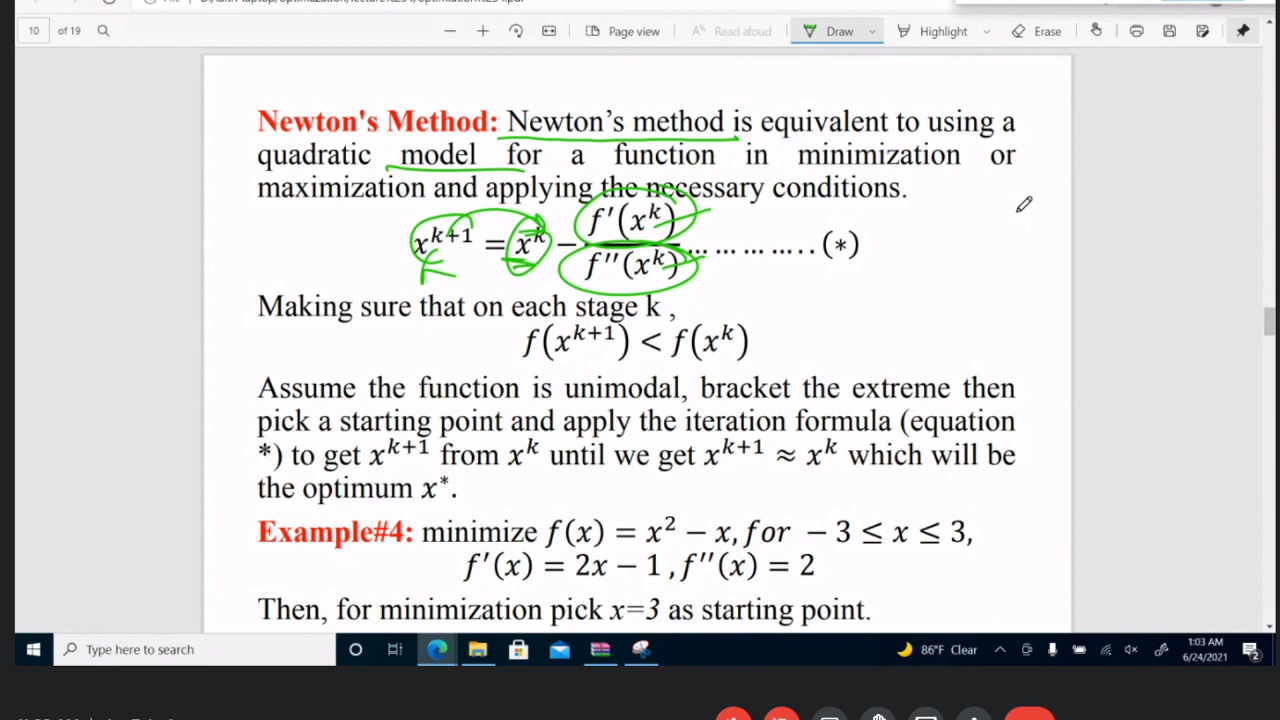 10 of 19
Page view
Read aloud
Draw
Highlight
Erase
Newton's Method: Newton's method is equivalent to using a
quadratic model for a function in minimization or
maximization and applying the necessary conditions.
x^{k+1} = x^k − f′(x^k) / f″(x^k) ... ... ... ... .. (*)
Making sure that on each stage k ,
f(x^{k+1}) < f(x^k)
Assume the function is unimodal, bracket the extreme then
pick a starting point and apply the iteration formula (equation
*) to get x^{k+1} from x^k until we get x^{k+1} ≈ x^k which will be
the optimum x*.
Example#4: minimize f(x) = x² − x, for − 3 ≤ x ≤ 3,
f′(x) = 2x − 1 , f″(x) = 2
Then, for minimization pick x=3 as starting point.
Type here to search
86°F Clear
1:03 AM
6/24/2021
2